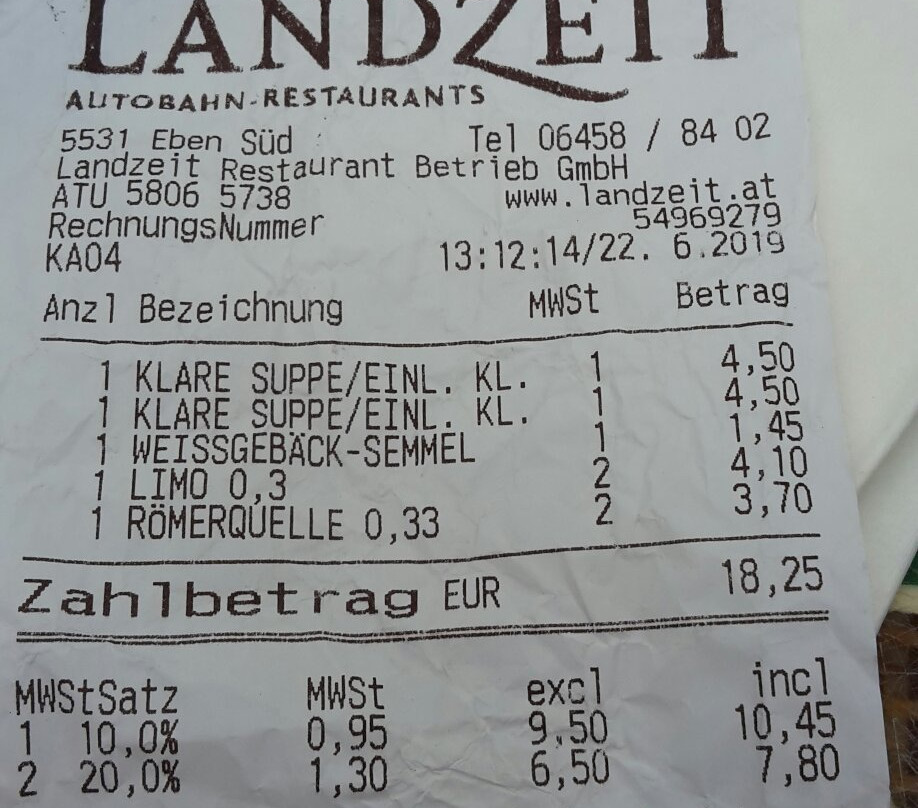 LANDZEIT
AUTOBAHN-RESTAURANTS
5531 Eben Süd Tel 06458 / 84 02
Landzeit Restaurant Betrieb GmbH
ATU 5806 5738 www.landzeit.at
RechnungsNummer 54969279
KA04 13:12:14/22. 6.2019
Anzl Bezeichnung MWSt Betrag
1 KLARE SUPPE/EINL. KL. 1 4,50
1 KLARE SUPPE/EINL. KL. 1 4,50
1 WEISSGEBÄCK-SEMMEL 1 1,45
1 LIMO 0,3 2 4,10
1 RÖMERQUELLE 0,33 2 3,70
Zahlbetrag EUR 18,25
MWStSatz MWSt excl incl
1 10,0% 0,95 9,50 10,45
2 20,0% 1,30 6,50 7,80